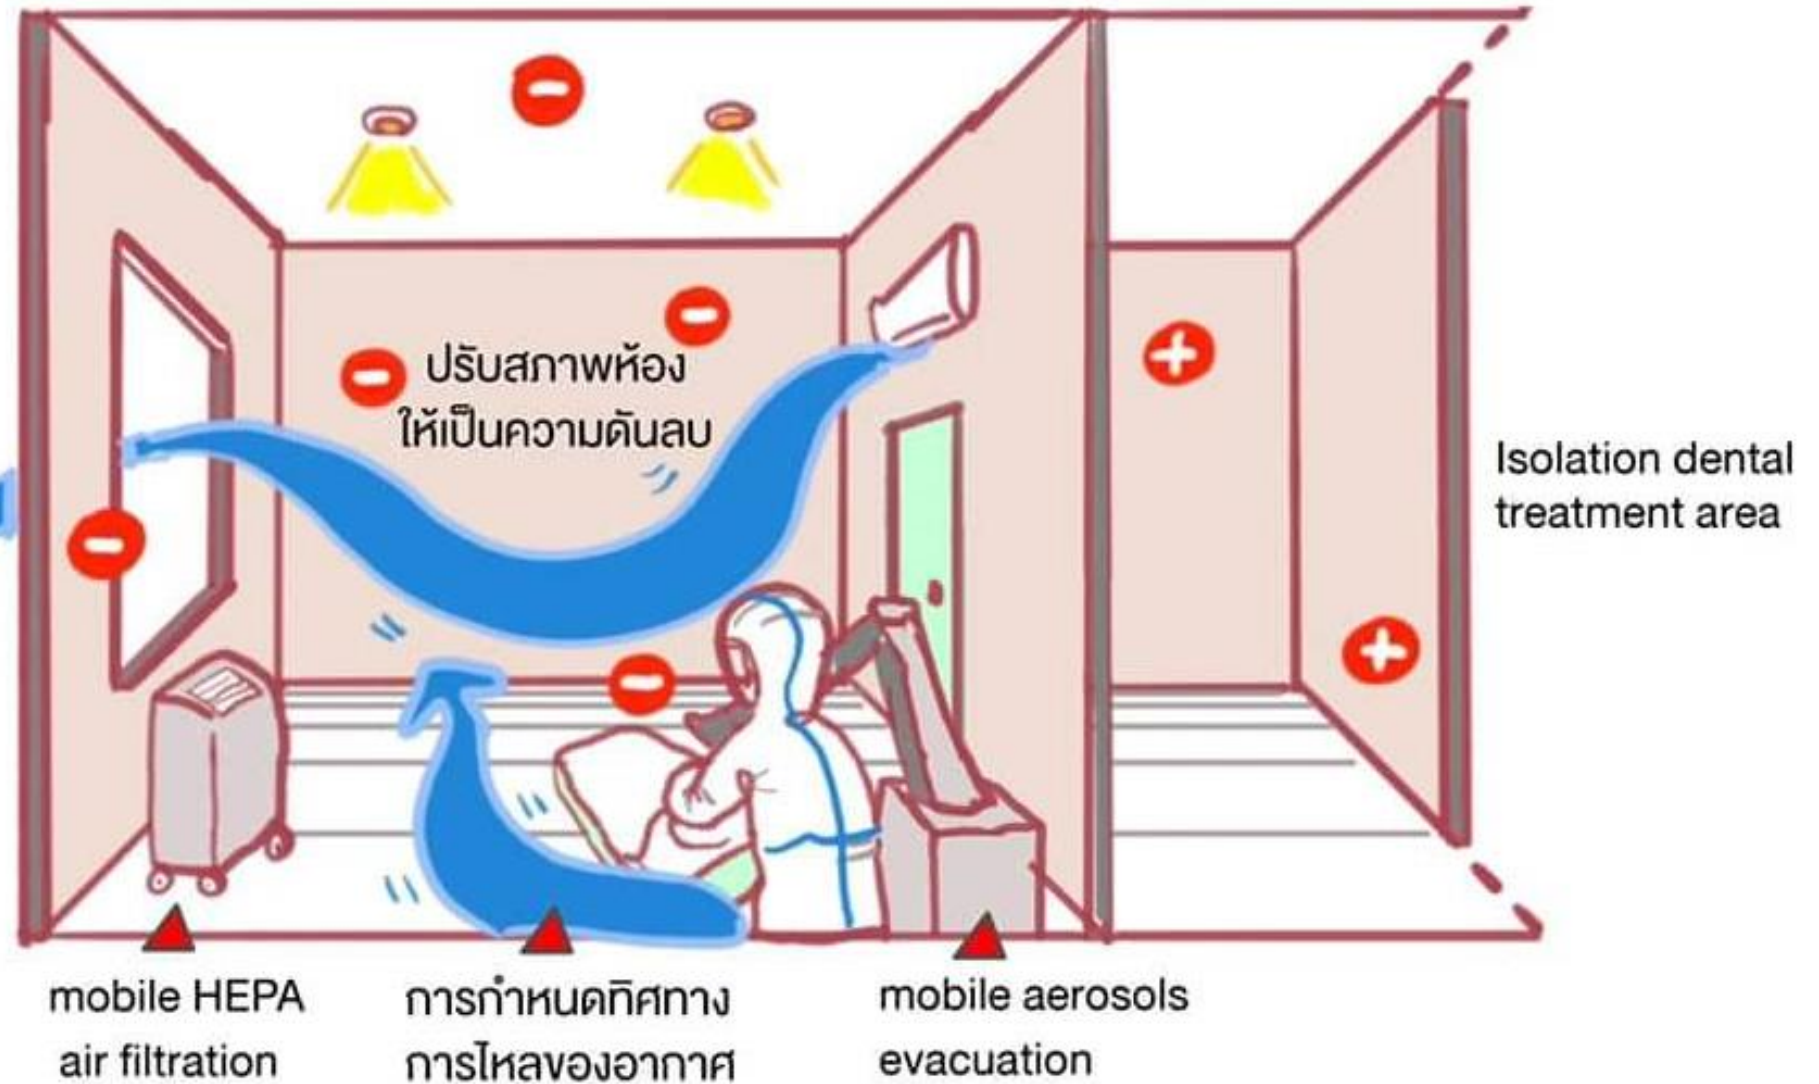 ปรับสภาพห้อง
ให้เป็นความดันลบ
Isolation dental
treatment area
mobile HEPA
air filtration
การกำหนดทิศทาง
การไหลของอากาศ
mobile aerosols
evacuation